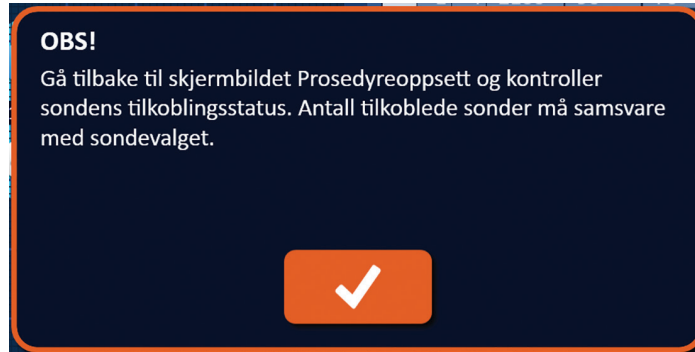 OBS!
Gå tilbake til skjermbildet Prosedyreoppsett og kontroller
sondens tilkoblingsstatus. Antall tilkoblede sonder må samsvare
med sondevalget.